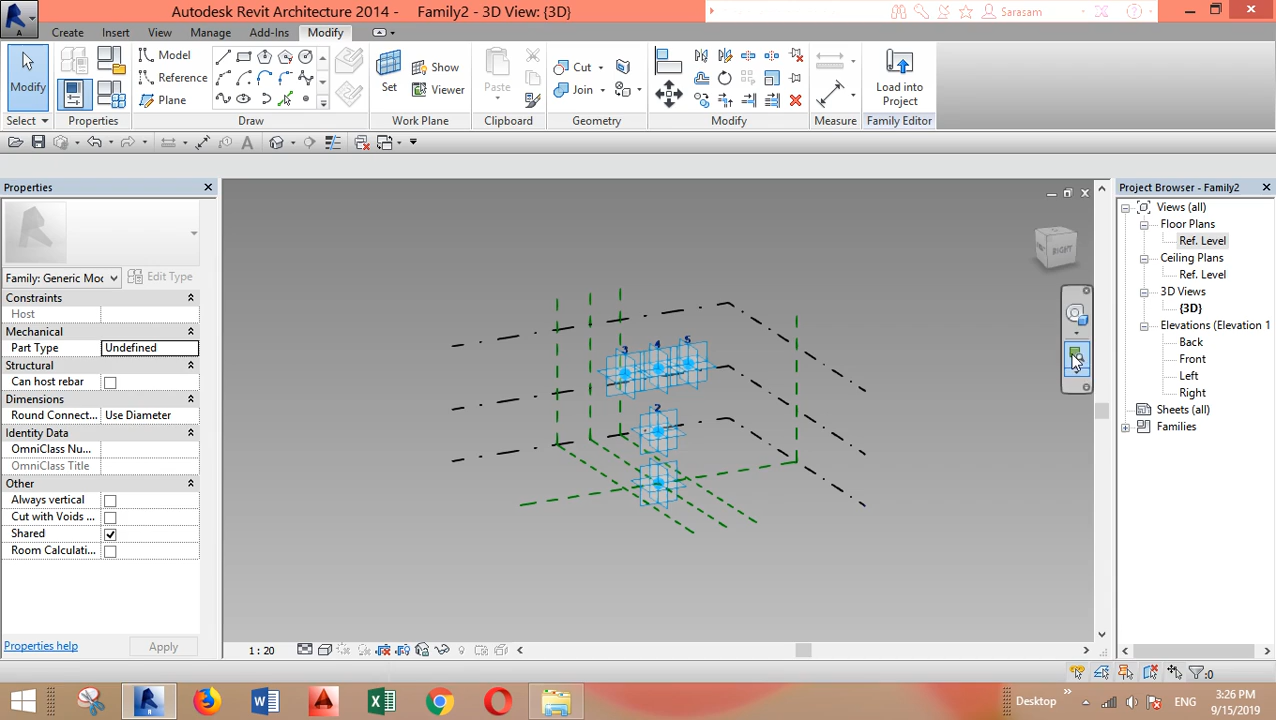 Autodesk Revit Architecture 2014 - Family2 - 3D View: {3D}
Sarasam
A
Create Insert View Manage Add-Ins Modify
Model
Reference
Plane
Set
Show
Viewer
Paste
Cut
Join
Load into
Project
Modify
Select Properties Draw Work Plane Clipboard Geometry Modify Measure Family Editor
Properties
Family: Generic Moc Edit Type
Constraints
Host
Mechanical
Part Type Undefined
Structural
Can host rebar
Dimensions
Round Connect... Use Diameter
Identity Data
OmniClass Nu...
OmniClass Title
Other
Always vertical
Cut with Voids ...
Shared
Room Calculati...
Properties help Apply
3 4 5
2
RIGHT
1 : 20
Project Browser - Family2
Views (all)
Floor Plans
Ref. Level
Ceiling Plans
Ref. Level
3D Views
{3D}
Elevations (Elevation 1
Back
Front
Left
Right
Sheets (all)
Families
:0
Desktop
ENG
3:26 PM
9/15/2019